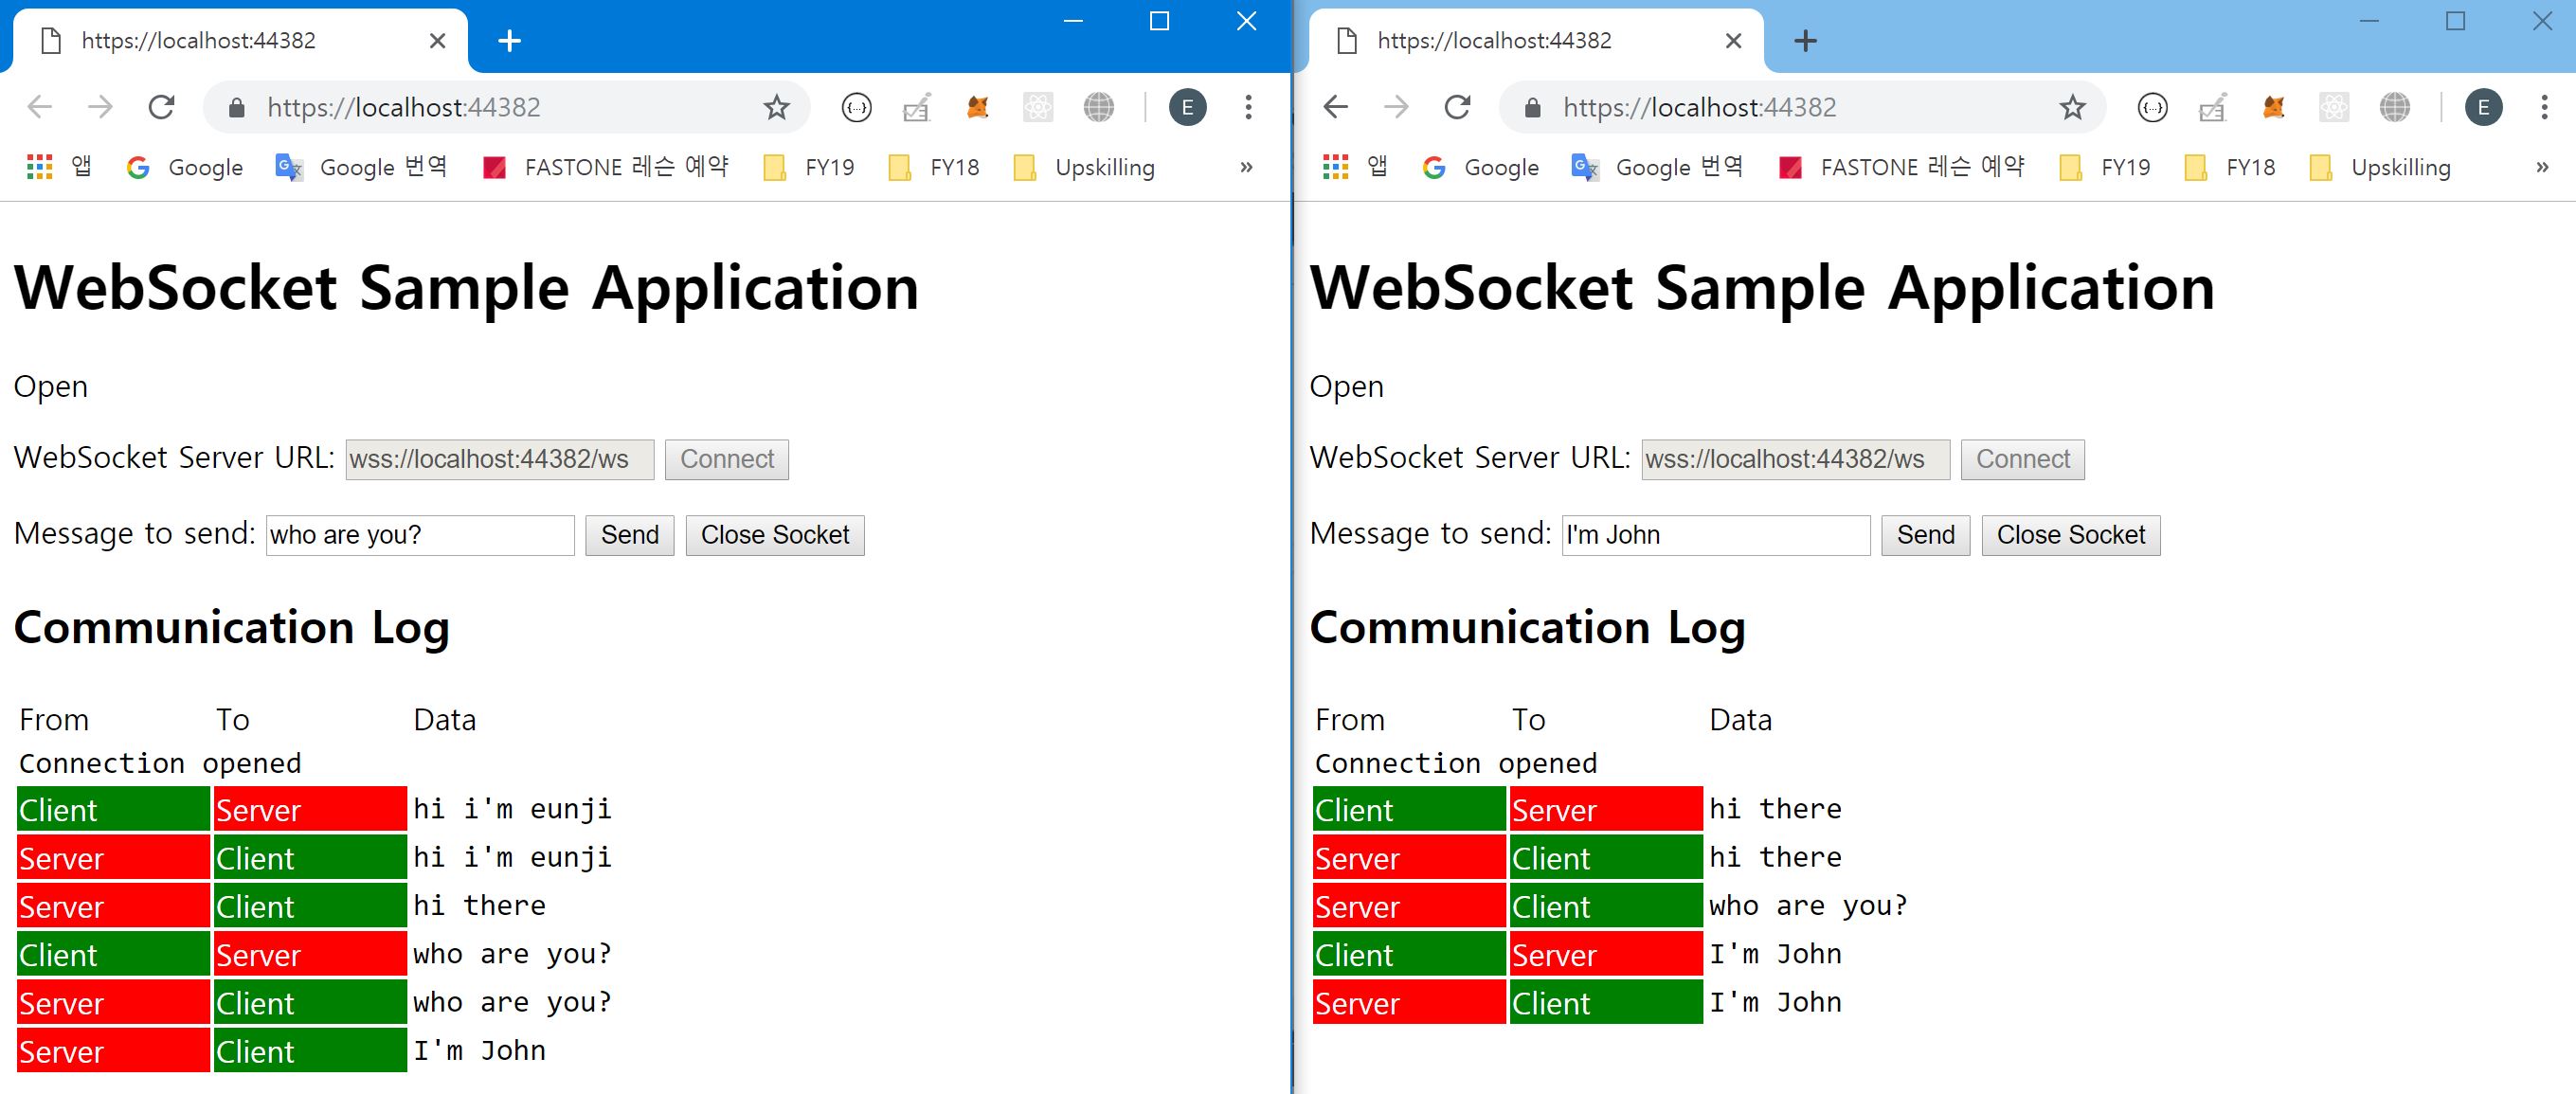 https://localhost:44382
https://localhost:44382
E
앱 Google Google 번역 FASTONE 레슨 예약 FY19 FY18 Upskilling »
WebSocket Sample Application
Open
WebSocket Server URL: wss://localhost:44382/ws Connect
Message to send: who are you? Send Close Socket
Communication Log
From To Data
Connection opened
Client Server hi i'm eunji
Server Client hi i'm eunji
Server Client hi there
Client Server who are you?
Server Client who are you?
Server Client I'm John
https://localhost:44382
https://localhost:44382
E
앱 Google Google 번역 FASTONE 레슨 예약 FY19 FY18 Upskilling »
WebSocket Sample Application
Open
WebSocket Server URL: wss://localhost:44382/ws Connect
Message to send: I'm John Send Close Socket
Communication Log
From To Data
Connection opened
Client Server hi there
Server Client hi there
Server Client who are you?
Client Server I'm John
Server Client I'm John